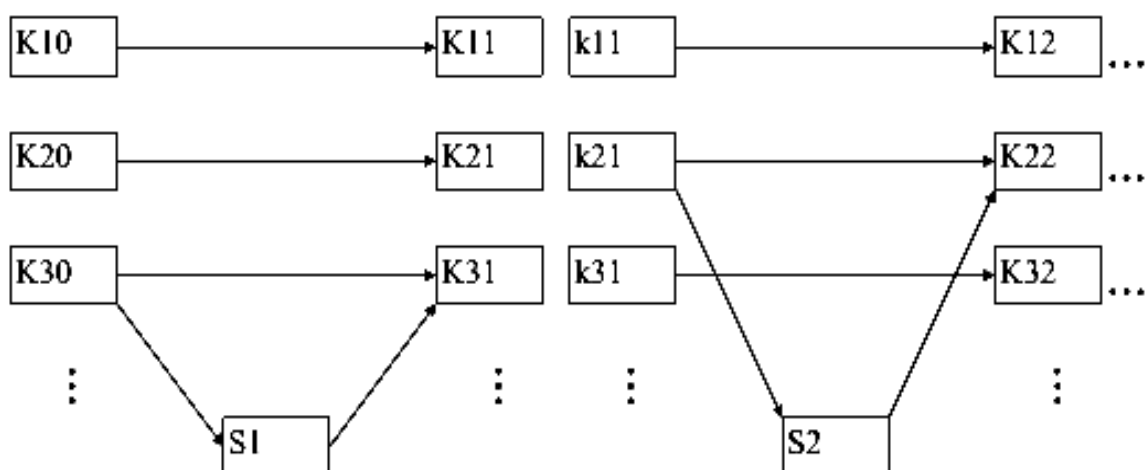 K10 K11 k11 K12 ...
K20 K21 k21 K22 ...
K30 K31 k31 K32 ...
⋮ ⋮ ⋮ ⋮
S1 S2